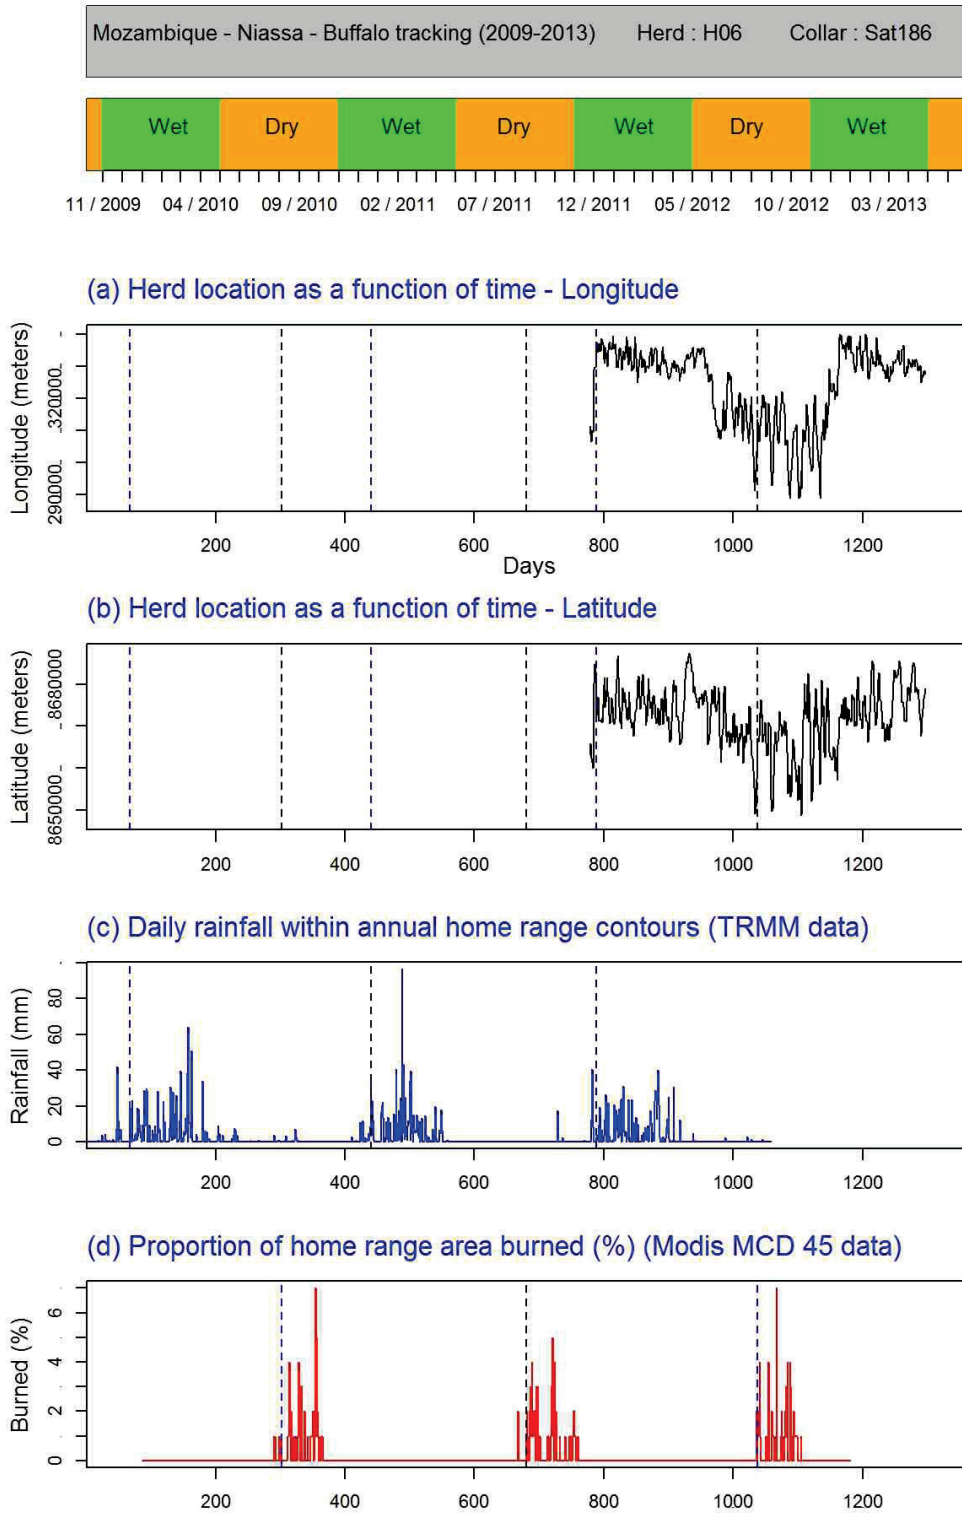 Mozambique - Niassa - Buffalo tracking (2009-2013) Herd : H06 Collar : Sat186
Wet Dry Wet Dry Wet Dry Wet
11 / 2009 04 / 2010 09 / 2010 02 / 2011 07 / 2011 12 / 2011 05 / 2012 10 / 2012 03 / 2013
(a) Herd location as a function of time - Longitude
Longitude (meters)
290000 320000
200 400 600 800 1000 1200
Days
(b) Herd location as a function of time - Latitude
Latitude (meters)
8650000 8680000
200 400 600 800 1000 1200
(c) Daily rainfall within annual home range contours (TRMM data)
Rainfall (mm)
0 20 40 60 80
200 400 600 800 1000 1200
(d) Proportion of home range area burned (%) (Modis MCD 45 data)
Burned (%)
0 2 4 6
200 400 600 800 1000 1200